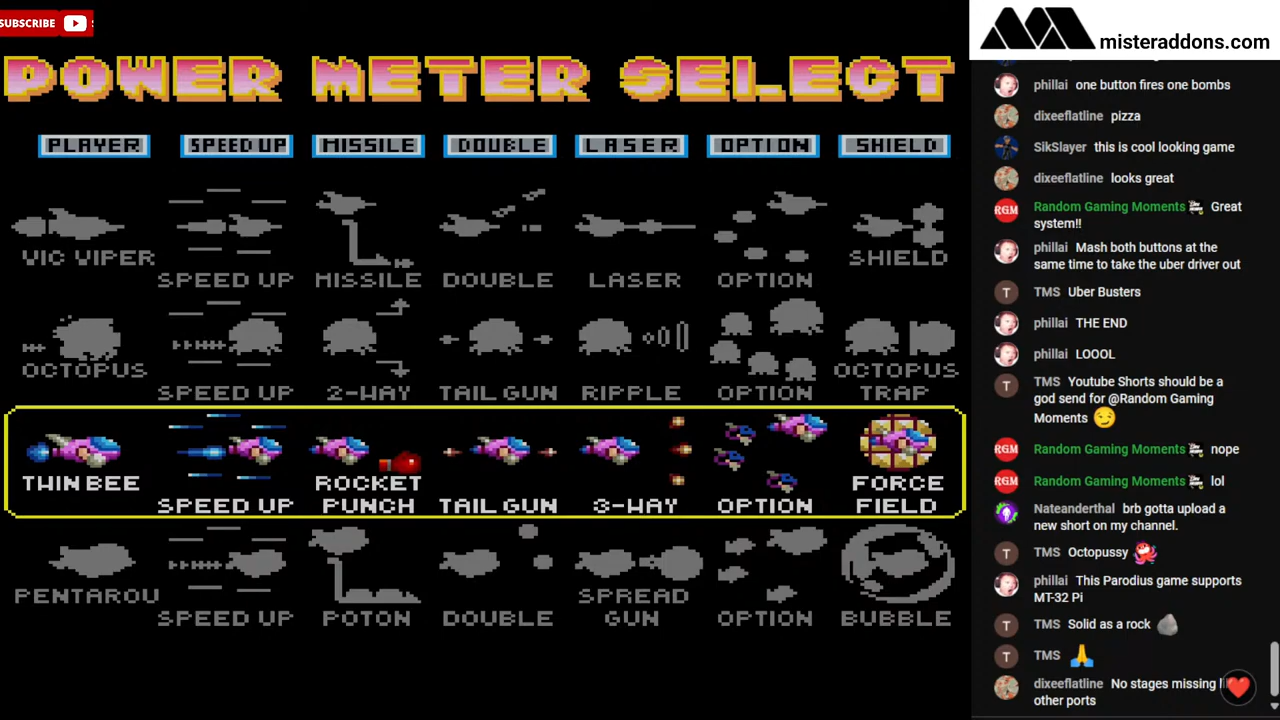 SUBSCRIBE
POWER METER SELECT
PLAYER SPEED UP MISSILE DOUBLE LASER OPTION SHIELD
VIC VIPER SPEED UP MISSILE DOUBLE LASER OPTION SHIELD
OCTOPUS SPEED UP 2-WAY TAIL GUN RIPPLE OPTION OCTOPUS TRAP
TWIN BEE SPEED UP ROCKET PUNCH TAIL GUN 3-WAY OPTION FORCE FIELD
PENTAROU SPEED UP POTON DOUBLE SPREAD GUN OPTION BUBBLE
misteraddons.com
phillai one button fires one bombs
dixeeflatline pizza
SikSlayer this is cool looking game
dixeeflatline looks great
RGM Random Gaming Moments Great
system!!
phillai Mash both buttons at the
same time to take the uber driver out
T TMS Uber Busters
phillai THE END
phillai LOOOL
T TMS Youtube Shorts should be a
god send for @Random Gaming
Moments 😏
RGM Random Gaming Moments nope
RGM Random Gaming Moments lol
Nateanderthal brb gotta upload a
new short on my channel.
T TMS Octopussy 🐙
phillai This Parodius game supports
MT-32 Pi
T TMS Solid as a rock 🪨
T TMS 🙏
dixeeflatline No stages missing
other ports